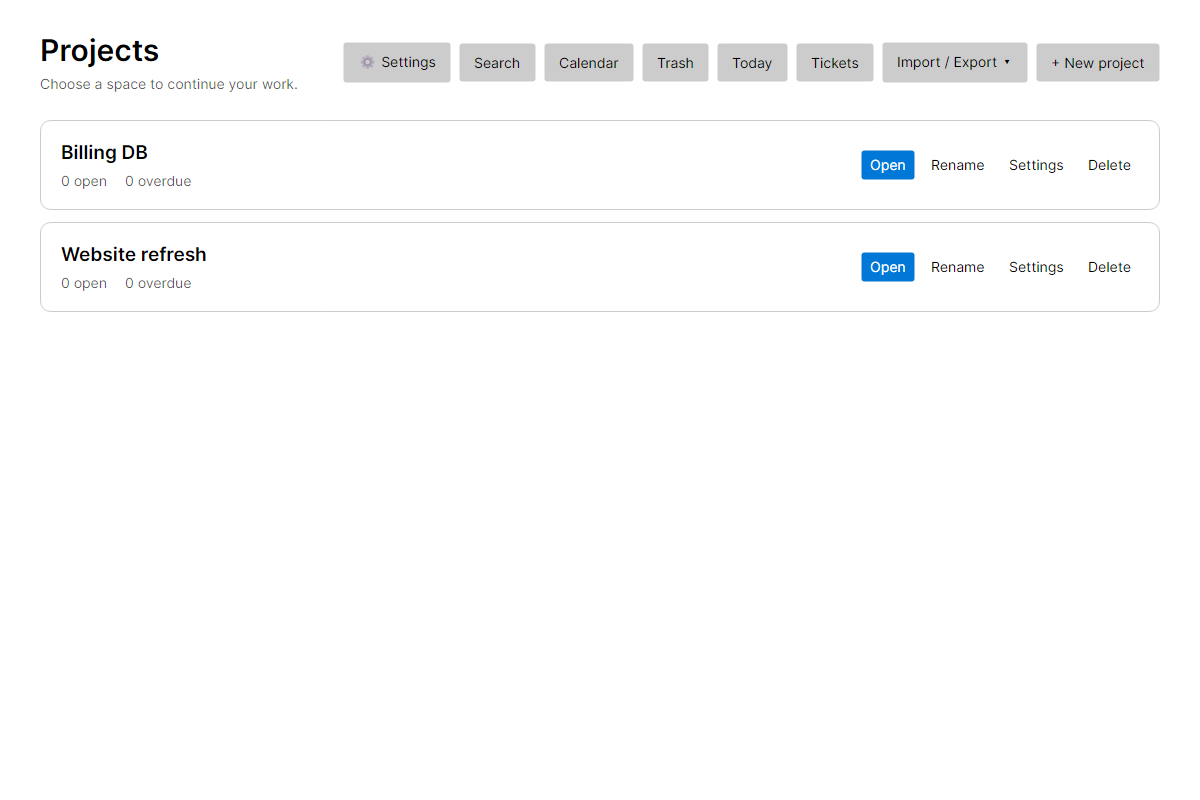 Projects
Choose a space to continue your work.
Settings Search Calendar Trash Today Tickets Import / Export ▾ + New project
Billing DB
0 open 0 overdue
Open Rename Settings Delete
Website refresh
0 open 0 overdue
Open Rename Settings Delete